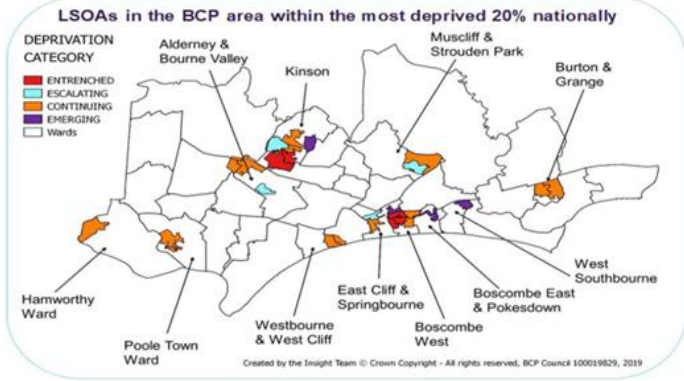 LSOAs in the BCP area within the most deprived 20% nationally
DEPRIVATION
CATEGORY
ENTRENCHED
ESCALATING
CONTINUING
EMERGING
Wards
Alderney &
Bourne Valley
Kinson
Muscliff &
Strouden Park
Burton &
Grange
Hamworthy
Ward
Poole Town
Ward
Westbourne
& West Cliff
East Cliff &
Springbourne
Boscombe
West
Boscombe East
& Pokesdown
West
Southbourne
Created by the Insight Team © Crown Copyright - All rights reserved, BCP Council 100019829, 2019